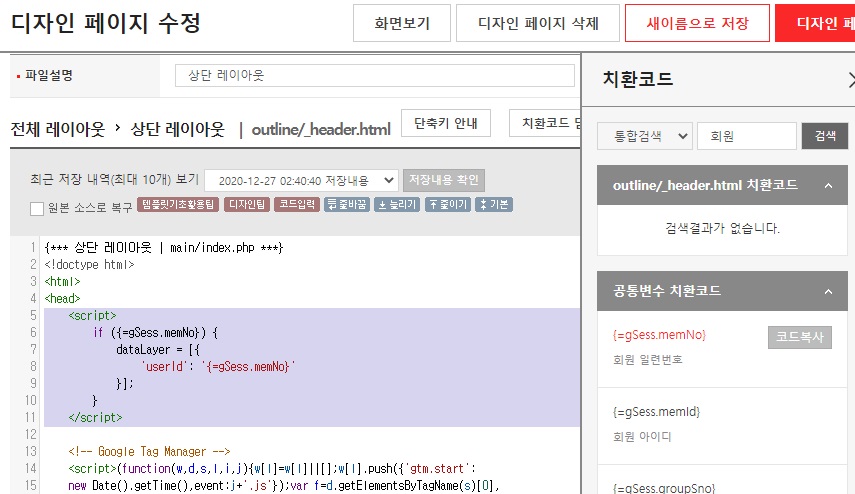 디자인 페이지 수정
화면보기
디자인 페이지 삭제
새이름으로 저장
디자인 페
파일설명
상단 레이아웃
전체 레이아웃 > 상단 레이아웃 | outline/_header.html
단축키 안내
치환코드
최근 저장 내역(최대 10개) 보기
2020-12-27 02:40:40 저장내용
저장내용 확인
원본 소스로 복구
템플릿기초활용팁
디자인팁
코드입력
줄바꿈
늘리기
줄이기
기본
1 {*** 상단 레이아웃 | main/index.php ***}
2 <!doctype html>
3 <html>
4 <head>
5 <script>
6 if ({=gSess.memNo}) {
7 dataLayer = [{
8 'userId': '{=gSess.memNo}'
9 }];
10 }
11 </script>
12
13 <!-- Google Tag Manager -->
14 <script>(function(w,d,s,l,i,j){w[l]=w[l]||[];w[l].push({'gtm.start':
15 new Date().getTime(),event:j+'.js'});var f=d.getElementsByTagName(s)[0],
치환코드
통합검색
회원
검색
outline/_header.html 치환코드
검색결과가 없습니다.
공통변수 치환코드
{=gSess.memNo}
코드복사
회원 일련번호
{=gSess.memId}
회원 아이디
{=gSess.groupSno}